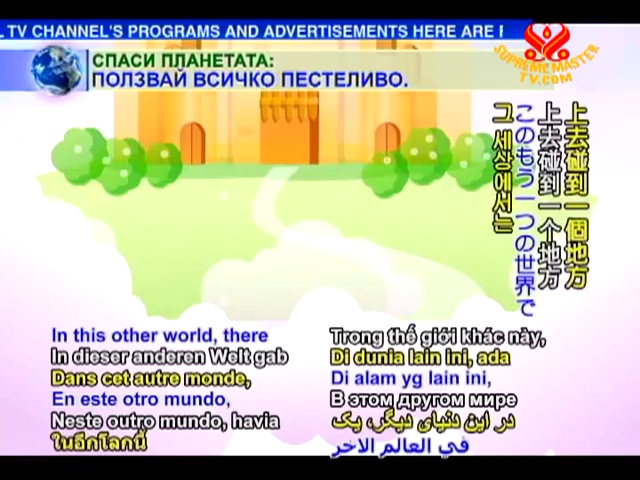 TV CHANNEL'S PROGRAMS AND ADVERTISEMENTS HERE ARE
SUPREME MASTER
TV.COM
СПАСИ ПЛАНЕТАТА:
ПОЛЗВАЙ ВСИЧКО ПЕСТЕЛИВО.
上去碰到一個地方
上去碰到一个地方
このもう一つの世界で
그 세상에서는
In this other world, there
In dieser anderen Welt gab
Dans cet autre monde,
En este otro mundo,
Neste outro mundo, havia
ในอีกโลกนี้
Trong thế giới khác này,
Di dunia lain ini, ada
Di alam yg lain ini,
В этом другом мире
در این دنیای دیگر، یک
في العالم الآخر